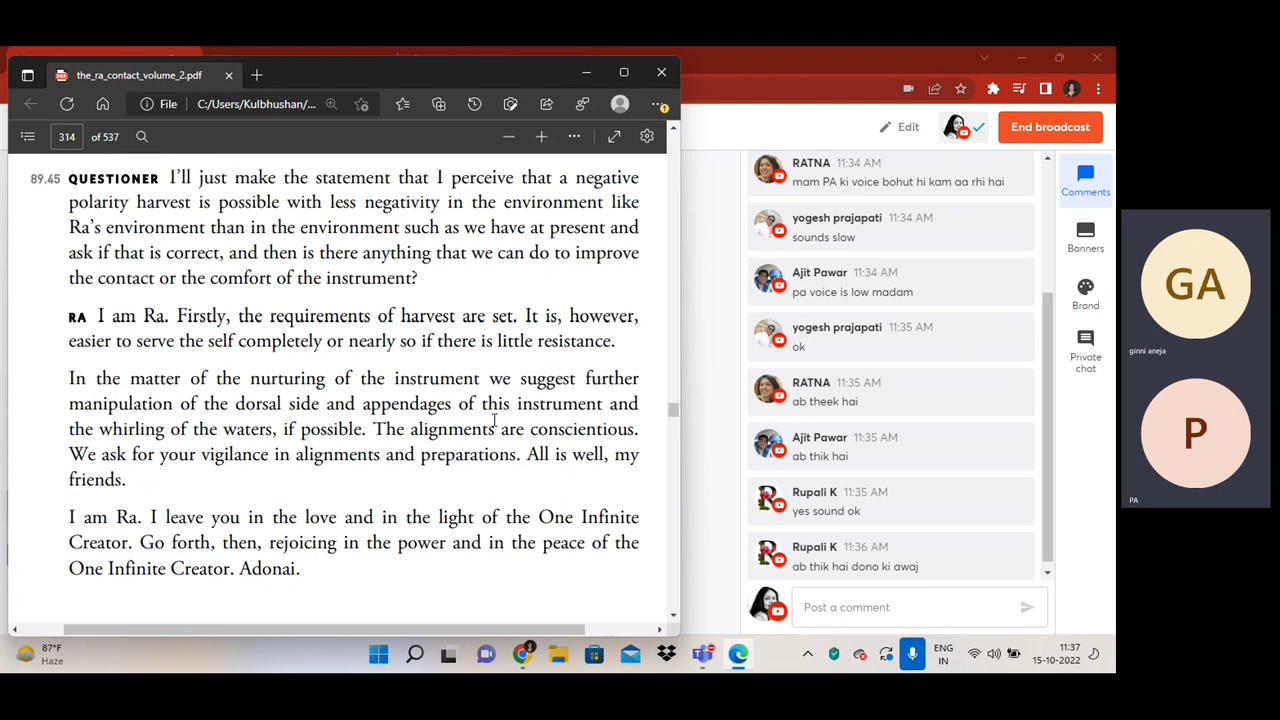 the_ra_contact_volume_2.pdf
File
C:/Users/Kulbhushan/...
314
of 537
89.45 QUESTIONER I'll just make the statement that I perceive that a negative
polarity harvest is possible with less negativity in the environment like
Ra's environment than in the environment such as we have at present and
ask if that is correct, and then is there anything that we can do to improve
the contact or the comfort of the instrument?
RA I am Ra. Firstly, the requirements of harvest are set. It is, however,
easier to serve the self completely or nearly so if there is little resistance.
In the matter of the nurturing of the instrument we suggest further
manipulation of the dorsal side and appendages of this instrument and
the whirling of the waters, if possible. The alignments are conscientious.
We ask for your vigilance in alignments and preparations. All is well, my
friends.
I am Ra. I leave you in the love and in the light of the One Infinite
Creator. Go forth, then, rejoicing in the power and in the peace of the
One Infinite Creator. Adonai.
Edit
End broadcast
RATNA 11:34 AM
mam PA ki voice bohut hi kam aa rhi hai
yogesh prajapati 11:34 AM
sounds slow
Ajit Pawar 11:34 AM
pa voice is low madam
yogesh prajapati 11:35 AM
ok
RATNA 11:35 AM
ab theek hai
Ajit Pawar 11:35 AM
ab thik hai
Rupali K 11:35 AM
yes sound ok
Rupali K 11:36 AM
ab thik hai dono ki awaj
Post a comment
Comments
Banners
Brand
Private
chat
GA
ginni aneja
P
PA
87°F
Haze
ENG
IN
11:37
15-10-2022